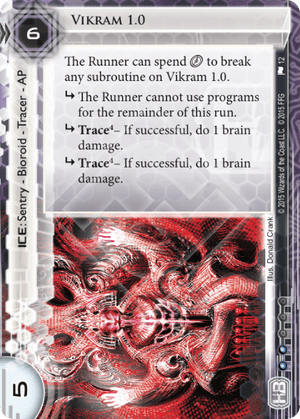 Vikram 1.0
6
The Runner can spend to break
any subroutine on Vikram 1.0.
The Runner cannot use programs
for the remainder of this run.
Trace⁴– If successful, do 1 brain
damage.
Trace⁴– If successful, do 1 brain
damage.
ICE: Sentry - Bioroid - Tracer - AP
12
© 2015 Wizards of the Coast LLC. © 2015 FFG
Illus. Donald Crank
5
HB